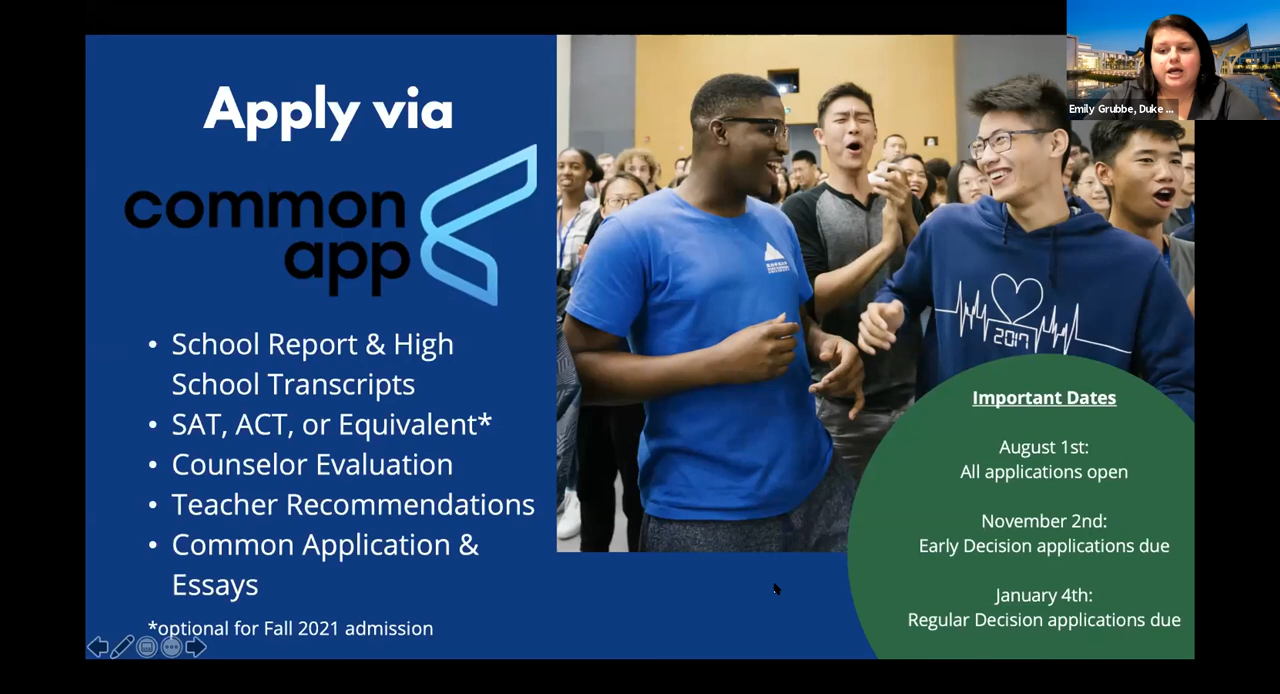 Apply via
common
app
• School Report & High
School Transcripts
• SAT, ACT, or Equivalent*
• Counselor Evaluation
• Teacher Recommendations
• Common Application &
Essays
*optional for Fall 2021 admission
2017
Important Dates
August 1st:
All applications open
November 2nd:
Early Decision applications due
January 4th:
Regular Decision applications due
Emily Grubbe, Duke ...